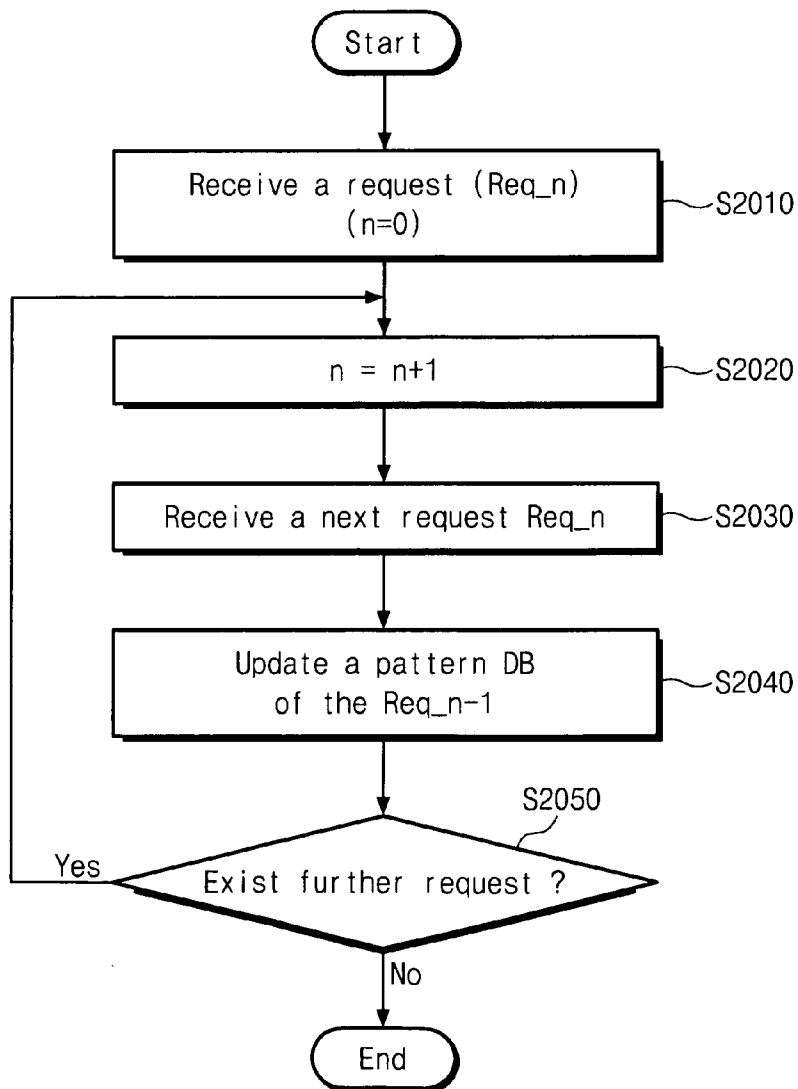 Start
Receive a request (Req_n)
(n=0)
S2010
n = n+1
S2020
Receive a next request Req_n
S2030
Update a pattern DB
of the Req_n-1
S2040
S2050
Yes
Exist further request ?
No
End